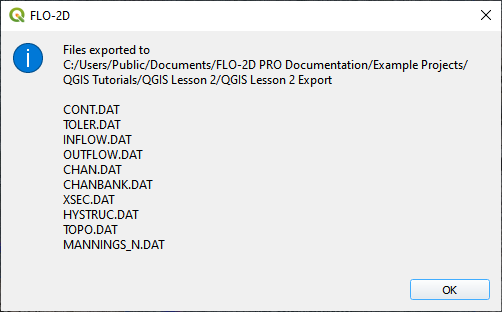 FLO-2D
Files exported to
C:/Users/Public/Documents/FLO-2D PRO Documentation/Example Projects/
QGIS Tutorials/QGIS Lesson 2/QGIS Lesson 2 Export
CONT.DAT
TOLER.DAT
INFLOW.DAT
OUTFLOW.DAT
CHAN.DAT
CHANBANK.DAT
XSEC.DAT
HYSTRUC.DAT
TOPO.DAT
MANNINGS_N.DAT
OK